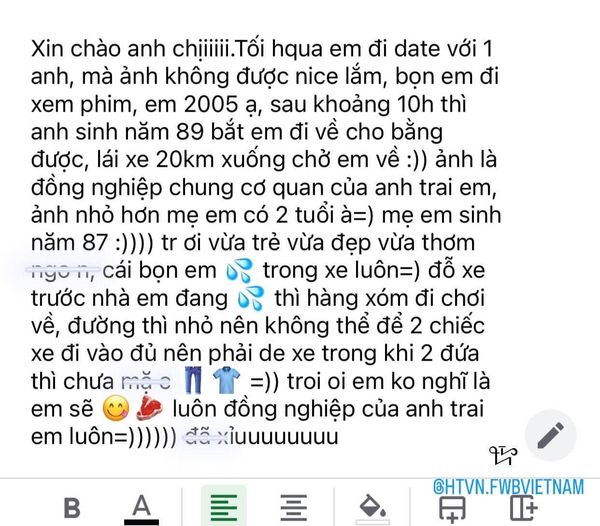 Xin chào anh chịiiiii.Tối hqua em đi date với 1
anh, mà ảnh không được nice lắm, bọn em đi
xem phim, em 2005 ạ, sau khoảng 10h thì
anh sinh năm 89 bắt em đi về cho bằng
được, lái xe 20km xuống chở em về :)) ảnh là
đồng nghiệp chung cơ quan của anh trai em,
ảnh nhỏ hơn mẹ em có 2 tuổi à=) mẹ em sinh
năm 87 :)))) tr ơi vừa trẻ vừa đẹp vừa thơm
ngo n, cái bọn em 💦 trong xe luôn=) đỗ xe
trước nhà em đang 💦 thì hàng xóm đi chơi
về, đường thì nhỏ nên không thể để 2 chiếc
xe đi vào đủ nên phải de xe trong khi 2 đứa
thì chưa mặ c 👖 👕 =)) troi oi em ko nghĩ là
em sẽ 😋 🥩 luôn đồng nghiệp của anh trai
em luôn=)))))) đã xỉuuuuuuuuu
@HTVN.FWBVIETNAM
B A